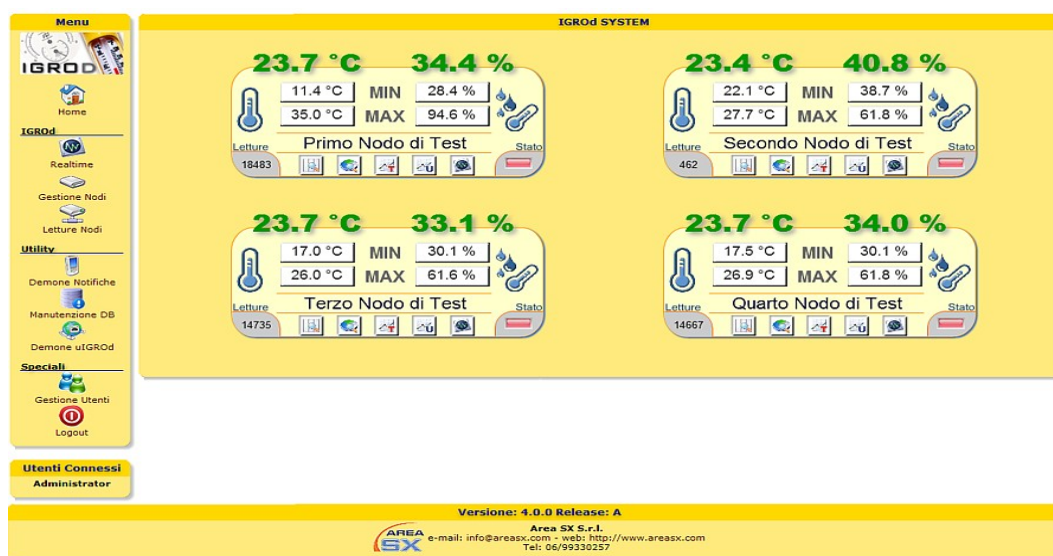 Menu
IGROD
Home
IGROd
Realtime
Gestione Nodi
Letture Nodi
Utility
Demone Notifiche
Manutenzione DB
Demone uIGROd
Speciali
Gestione Utenti
Logout
Utenti Connessi
Administrator
IGROd SYSTEM
23.7 °C 34.4 %
11.4 °C MIN 28.4 %
35.0 °C MAX 94.6 %
Letture Primo Nodo di Test Stato
18483
23.4 °C 40.8 %
22.1 °C MIN 38.7 %
27.7 °C MAX 61.8 %
Letture Secondo Nodo di Test Stato
462
23.7 °C 33.1 %
17.0 °C MIN 30.1 %
26.0 °C MAX 61.6 %
Letture Terzo Nodo di Test Stato
14735
23.7 °C 34.0 %
17.5 °C MIN 30.1 %
26.9 °C MAX 61.8 %
Letture Quarto Nodo di Test Stato
14667
Versione: 4.0.0 Release: A
AREA SX
Area SX S.r.l.
e-mail: info@areasx.com - web: http://www.areasx.com
Tel: 06/99330257